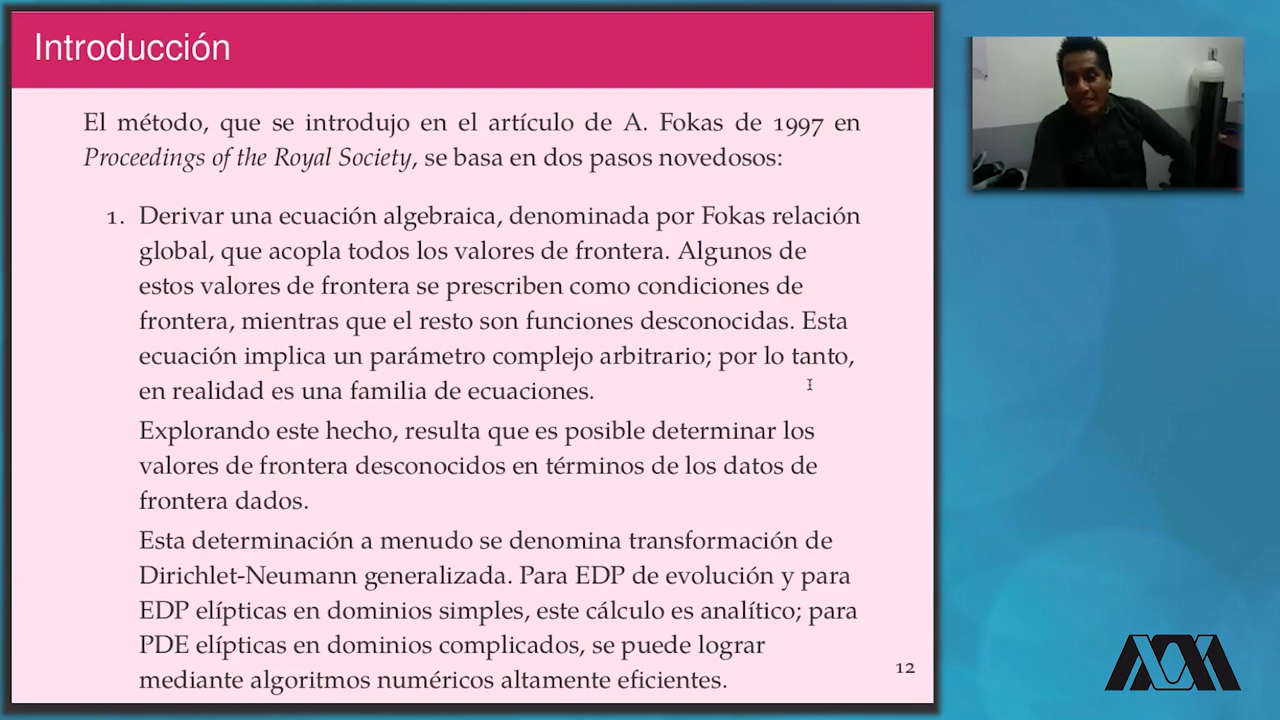 Introducción
El método, que se introdujo en el artículo de A. Fokas de 1997 en
Proceedings of the Royal Society, se basa en dos pasos novedosos:
1. Derivar una ecuación algebraica, denominada por Fokas relación
global, que acopla todos los valores de frontera. Algunos de
estos valores de frontera se prescriben como condiciones de
frontera, mientras que el resto son funciones desconocidas. Esta
ecuación implica un parámetro complejo arbitrario; por lo tanto,
en realidad es una familia de ecuaciones.
Explorando este hecho, resulta que es posible determinar los
valores de frontera desconocidos en términos de los datos de
frontera dados.
Esta determinación a menudo se denomina transformación de
Dirichlet-Neumann generalizada. Para EDP de evolución y para
EDP elípticas en dominios simples, este cálculo es analítico; para
PDE elípticas en dominios complicados, se puede lograr
mediante algoritmos numéricos altamente eficientes.
12